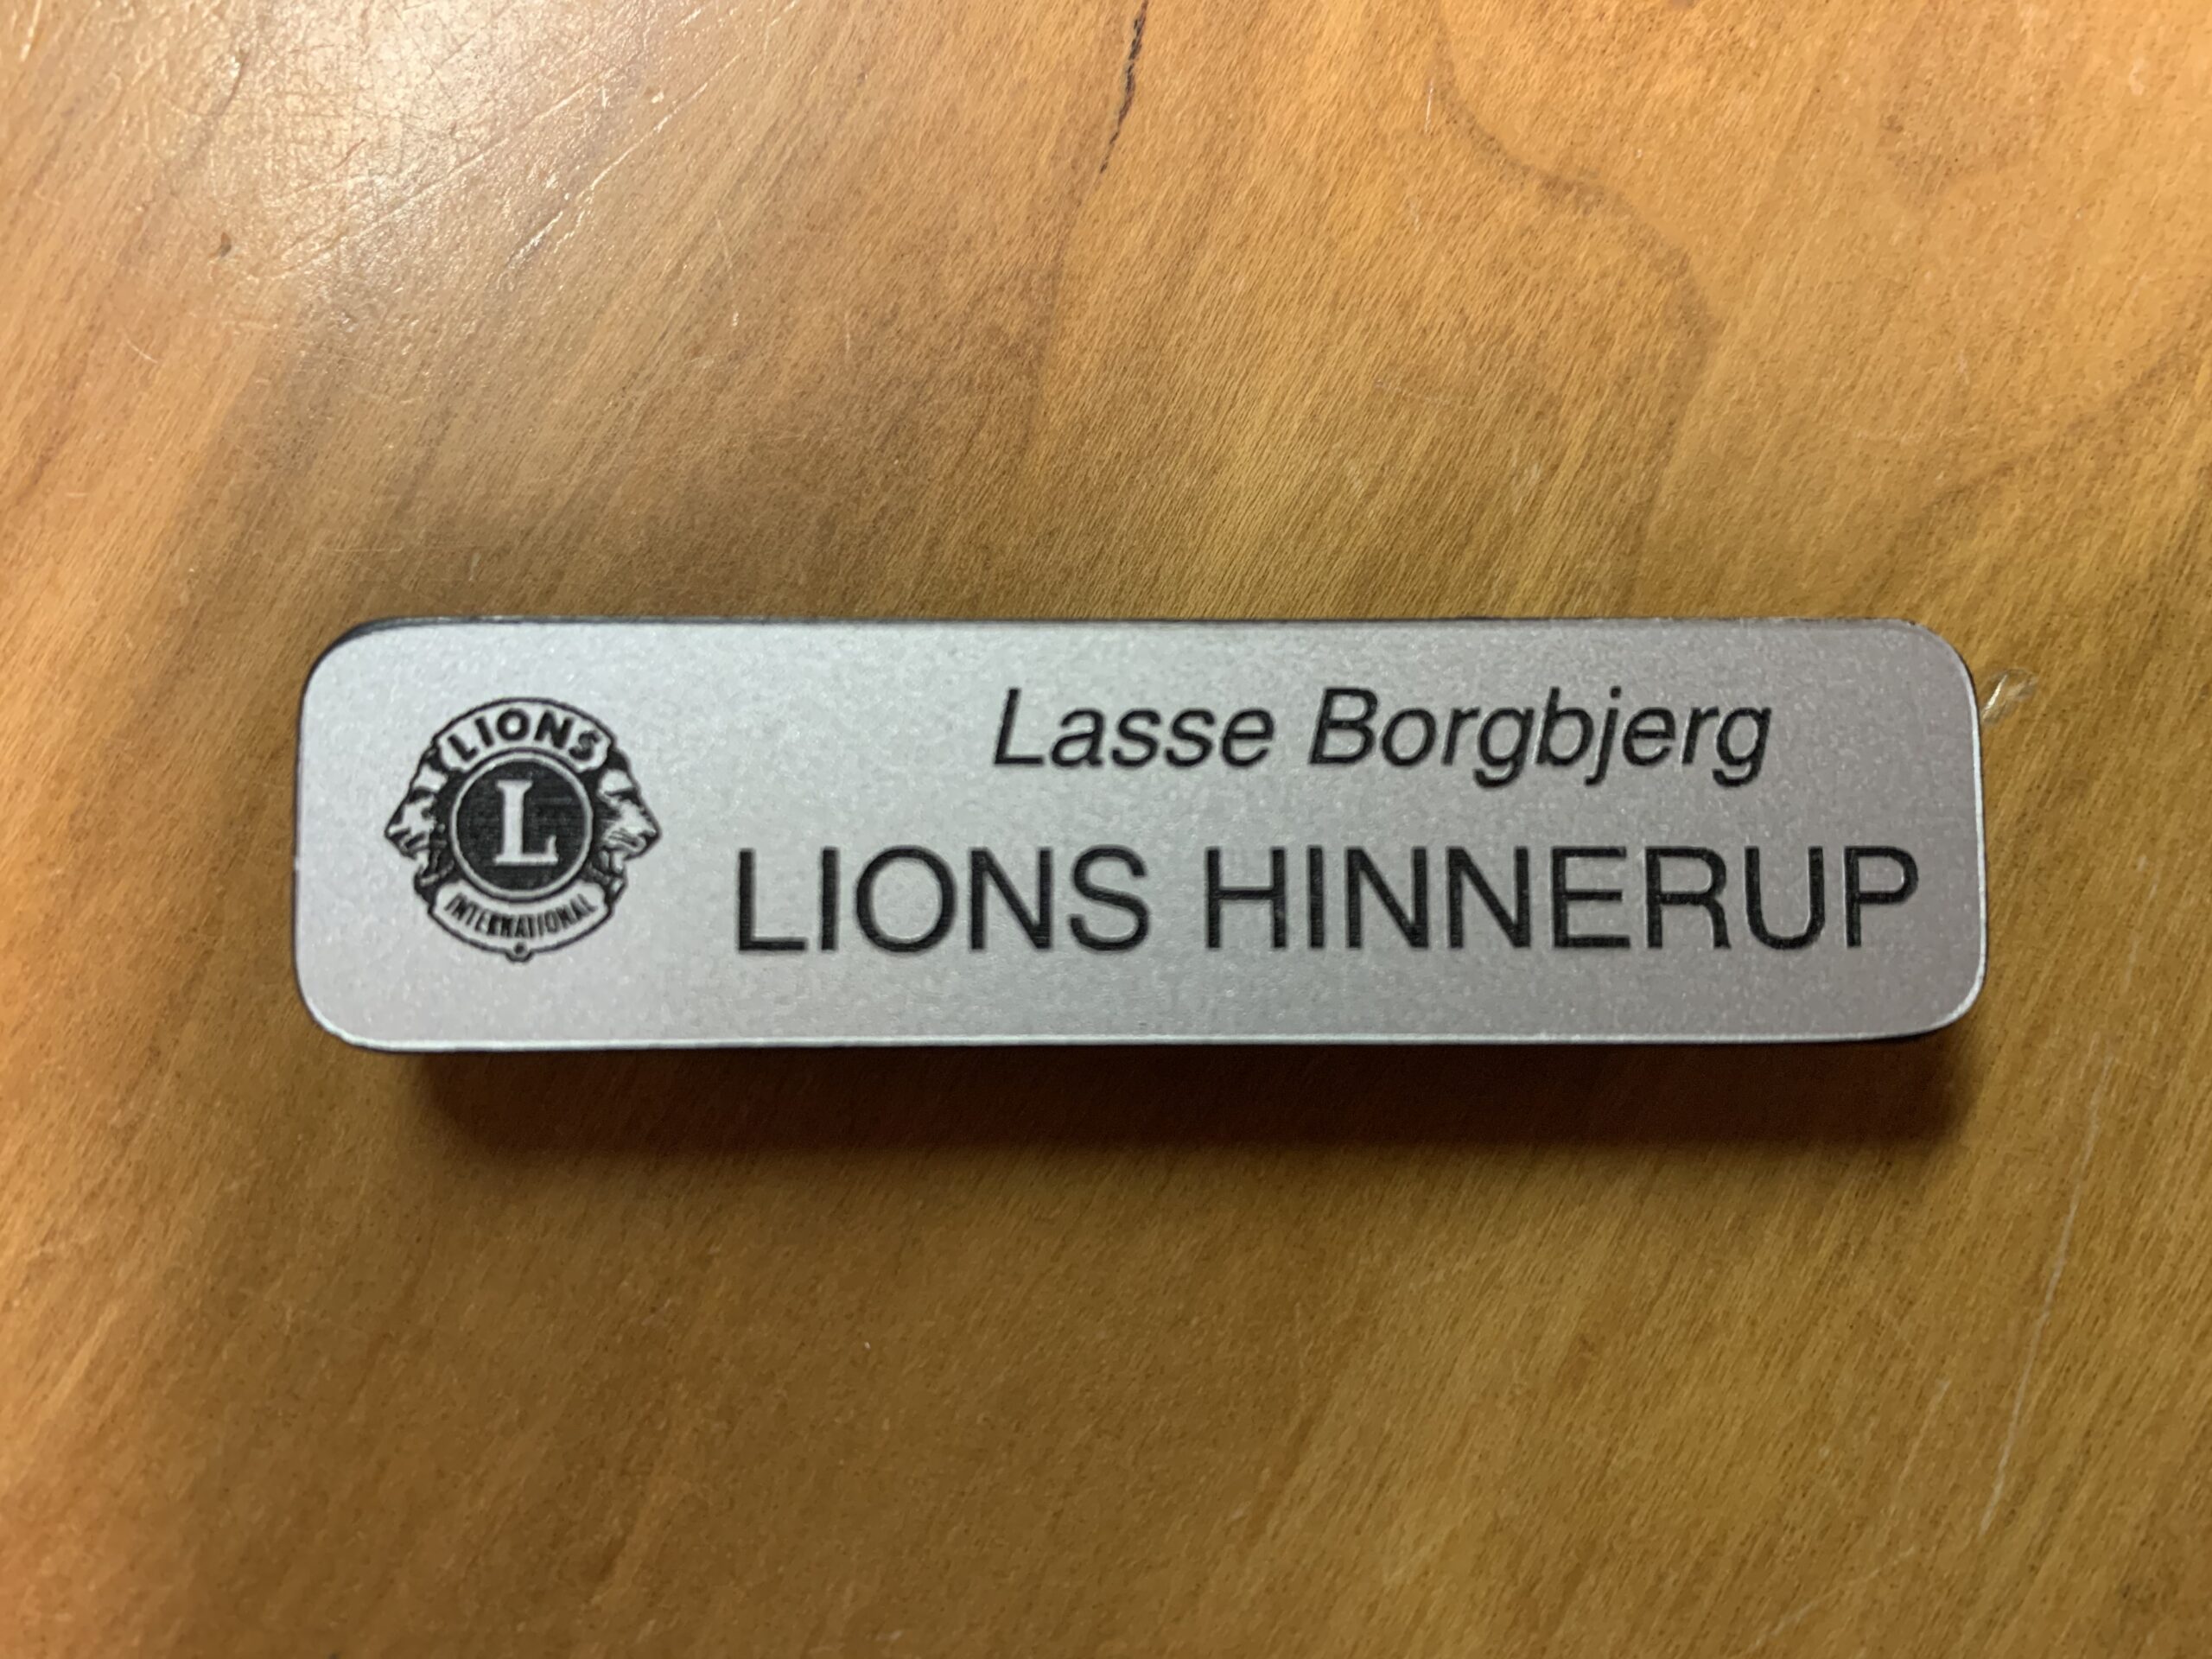 LIONS
L
INTERNATIONAL
Lasse Borgbjerg
LIONS HINNERUP